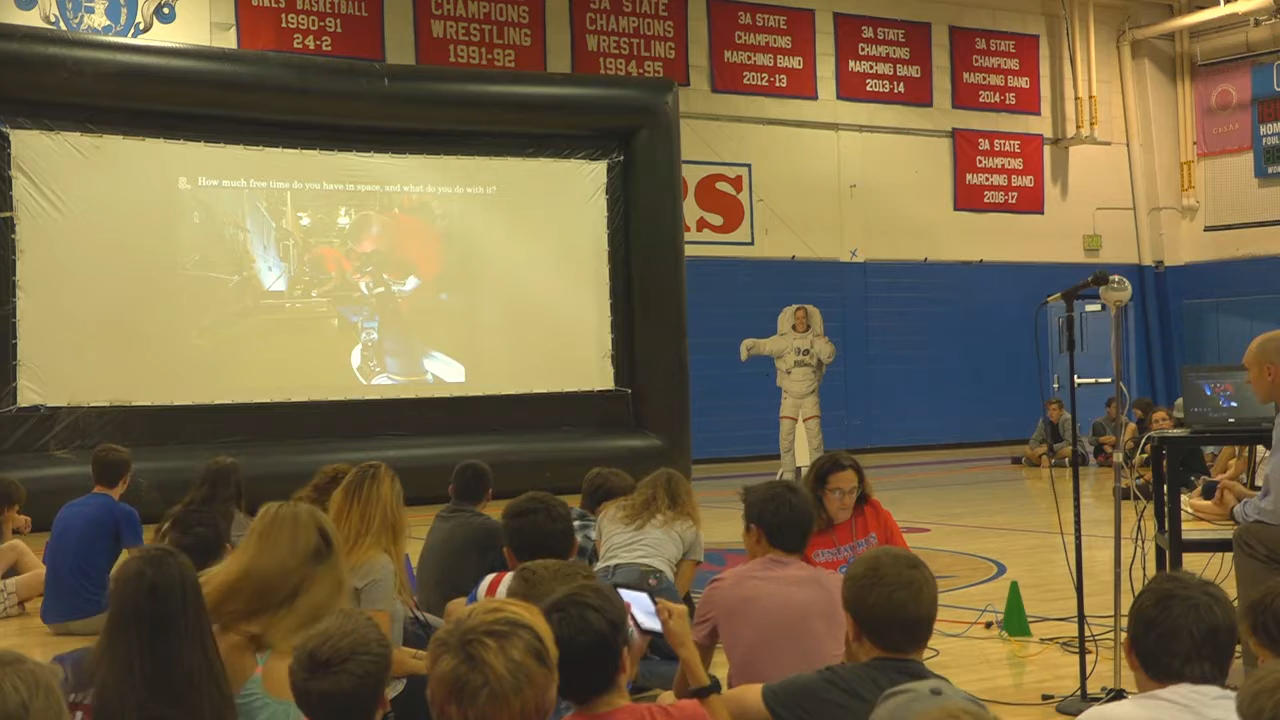 GIRLS BASKETBALL
1990-91
24-2
CHAMPIONS
WRESTLING
1991-92
3A STATE
CHAMPIONS
WRESTLING
1994-95
3A STATE
CHAMPIONS
MARCHING BAND
2012-13
3A STATE
CHAMPIONS
MARCHING BAND
2013-14
3A STATE
CHAMPIONS
MARCHING BAND
2014-15
3A STATE
CHAMPIONS
MARCHING BAND
2016-17
RS
How much free time do you have in space, and what do you do with it?